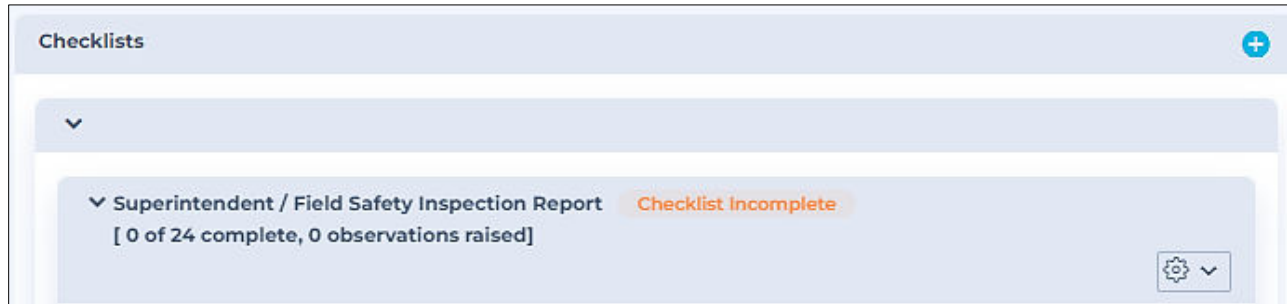 Checklists
Superintendent / Field Safety Inspection Report Checklist Incomplete
[ 0 of 24 complete, 0 observations raised]